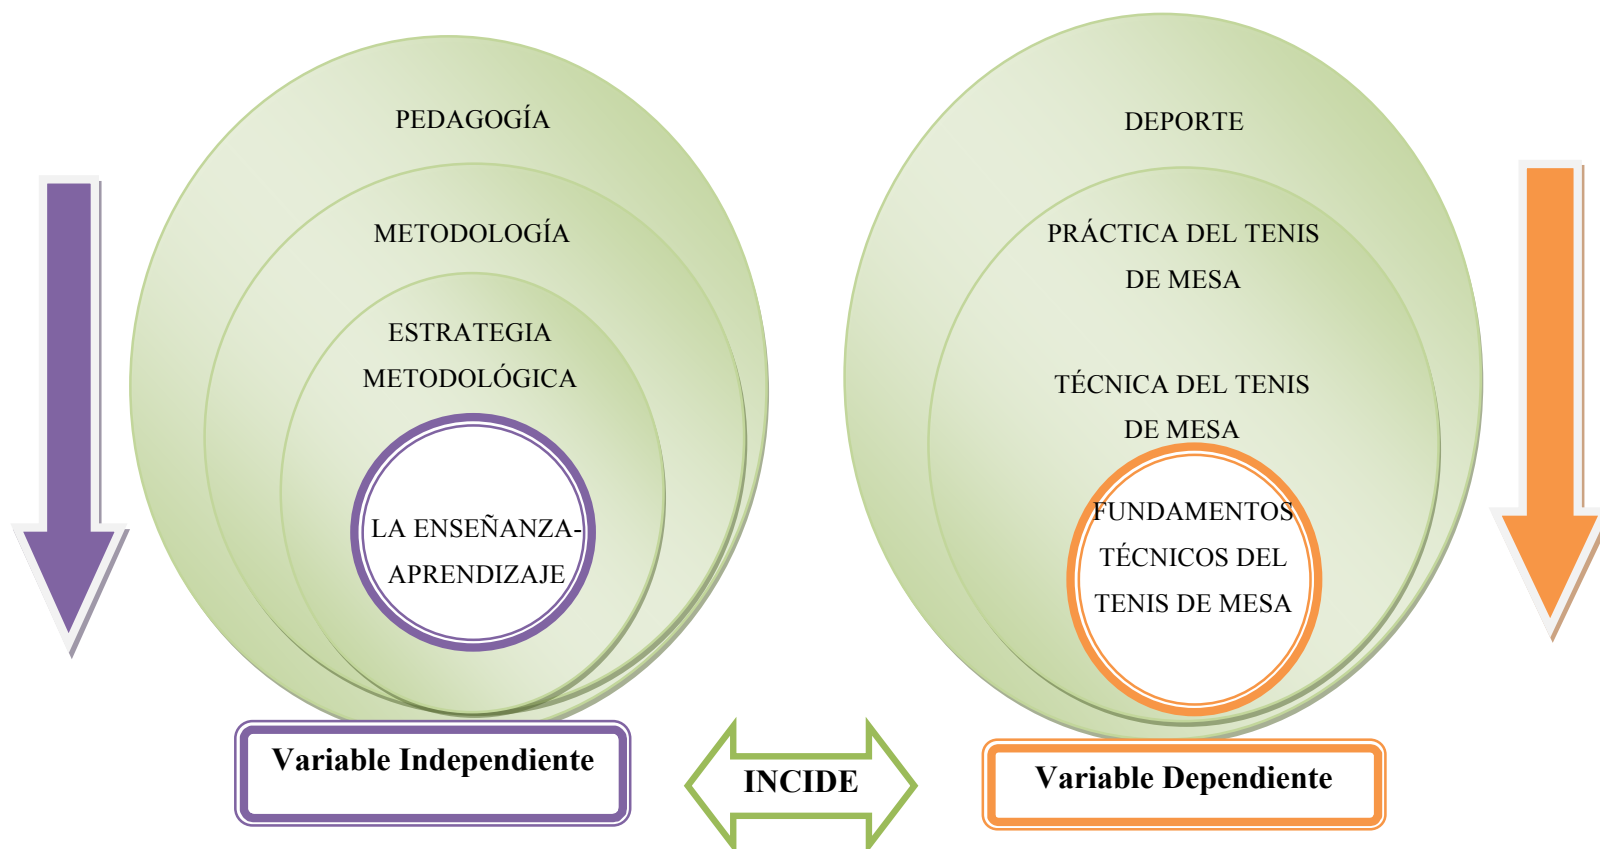 PEDAGOGÍA
METODOLOGÍA
ESTRATEGIA
METODOLÓGICA
LA ENSEÑANZA-
APRENDIZAJE
Variable Independiente
INCIDE
DEPORTE
PRÁCTICA DEL TENIS
DE MESA
TÉCNICA DEL TENIS
DE MESA
FUNDAMENTOS
TÉCNICOS DEL
TENIS DE MESA
Variable Dependiente